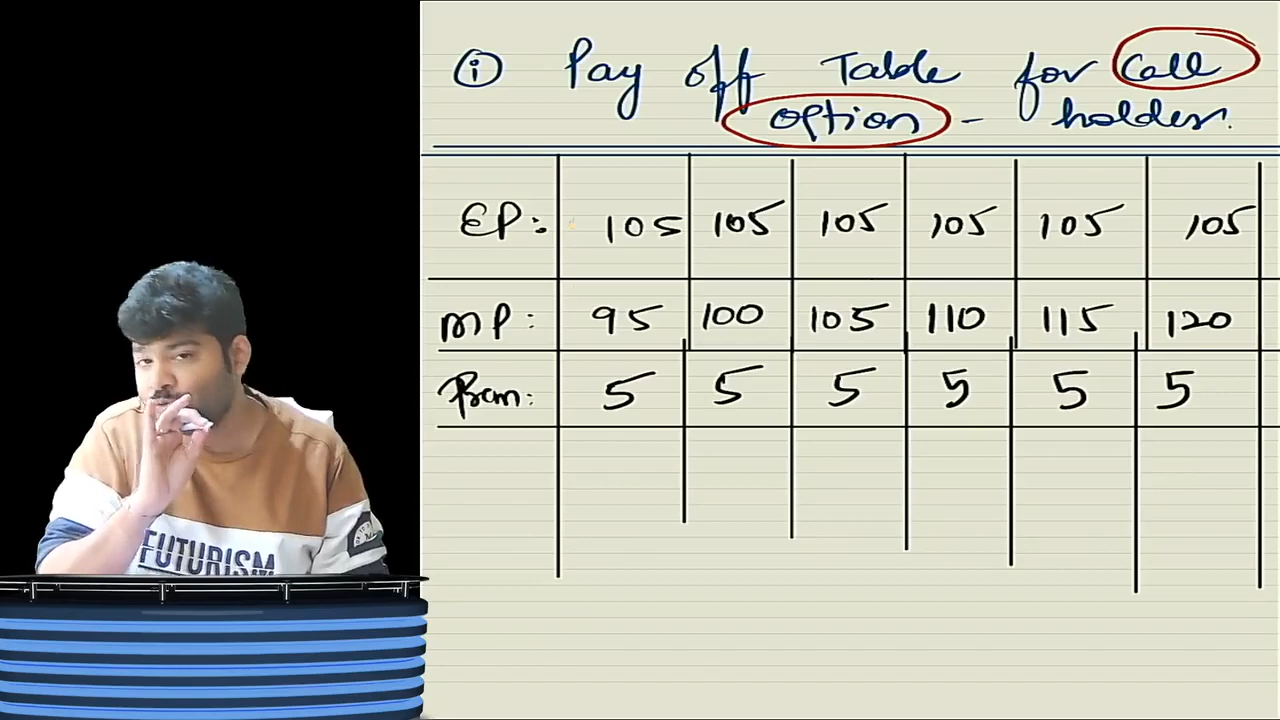 i Pay off Table for Call
option - holder.
EP: 105 105 105 105 105 105
MP: 95 100 105 110 115 120
Prem: 5 5 5 5 5 5
FUTURISM